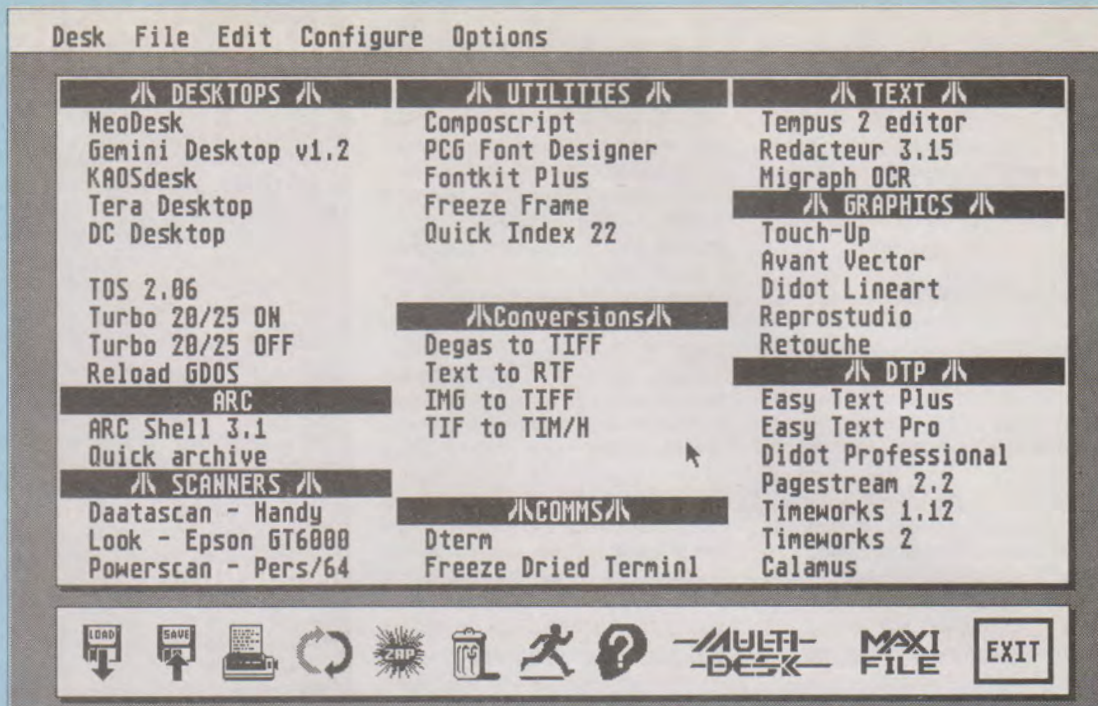 Desk File Edit Configure Options
DESKTOPS
NeoDesk
Gemini Desktop v1.2
KAOSdesk
Tera Desktop
DC Desktop
TOS 2.06
Turbo 20/25 ON
Turbo 20/25 OFF
Reload GDOS
ARC
ARC Shell 3.1
Quick archive
SCANNERS
Daatascan - Handy
Look - Epson GT6000
Powerscan - Pers/64
UTILITIES
Composcript
PCG Font Designer
Fontkit Plus
Freeze Frame
Quick Index 22
Conversions
Degas to TIFF
Text to RTF
IMG to TIFF
TIF to TIM/H
COMMS
Dterm
Freeze Dried Terminl
TEXT
Tempus 2 editor
Redacteur 3.15
Migraph OCR
GRAPHICS
Touch-Up
Avant Vector
Didot Lineart
Reprostudio
Retouche
DTP
Easy Text Plus
Easy Text Pro
Didot Professional
Pagestream 2.2
Timeworks 1.12
Timeworks 2
Calamus
LOAD
SAVE
ZAP
?
MULTI-
DESK
MAXI
FILE
EXIT